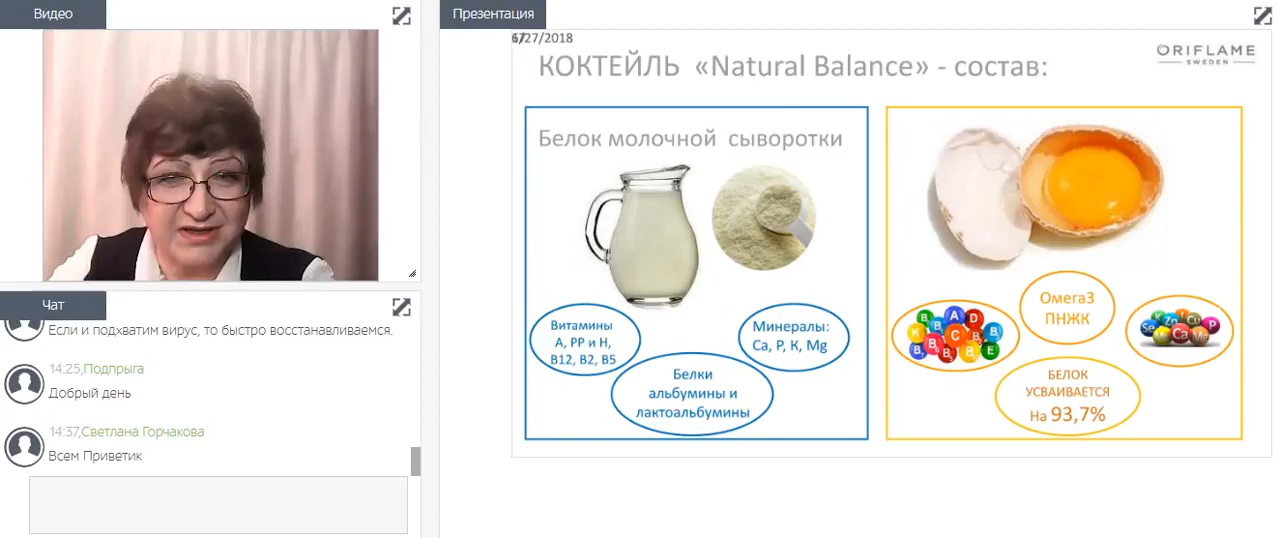 Видео
Чат
Если и подхватим вирус, то быстро восстанавливаемся.
14:25,Подпрыга
Добрый день
14:37,Светлана Горчакова
Всем Приветик
Презентация
/27/2018
КОКТЕЙЛЬ «Natural Balance» - состав:
ORIFLAME
SWEDEN
Белок молочной сыворотки
Витамины
А, РР и Н,
В12, В2, В5
Минералы:
Ca, P, K, Mg
Белки
альбумины и
лактоальбумины
Омега3
ПНЖК
БЕЛОК
УСВАИВАЕТСЯ
На 93,7%